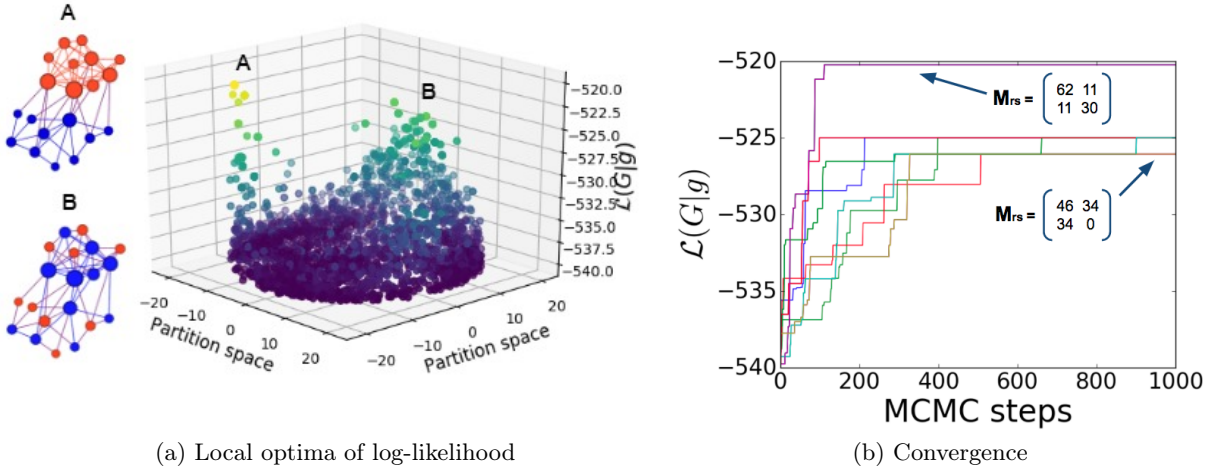 A
B
A
B
−520.0
−522.5
−525.0
−527.5
−530.0
−532.5
−535.0
−537.5
−540.0
ℒ(G|g)
−20
−10
0
10
20
Partition space
−20
−10
0
10
20
Partition space
(a) Local optima of log-likelihood
−520
−525
−530
−535
−540
ℒ(G|g)
Mrs = 62 11
11 30
Mrs = 46 34
34 0
0 200 400 600 800 1000
MCMC steps
(b) Convergence